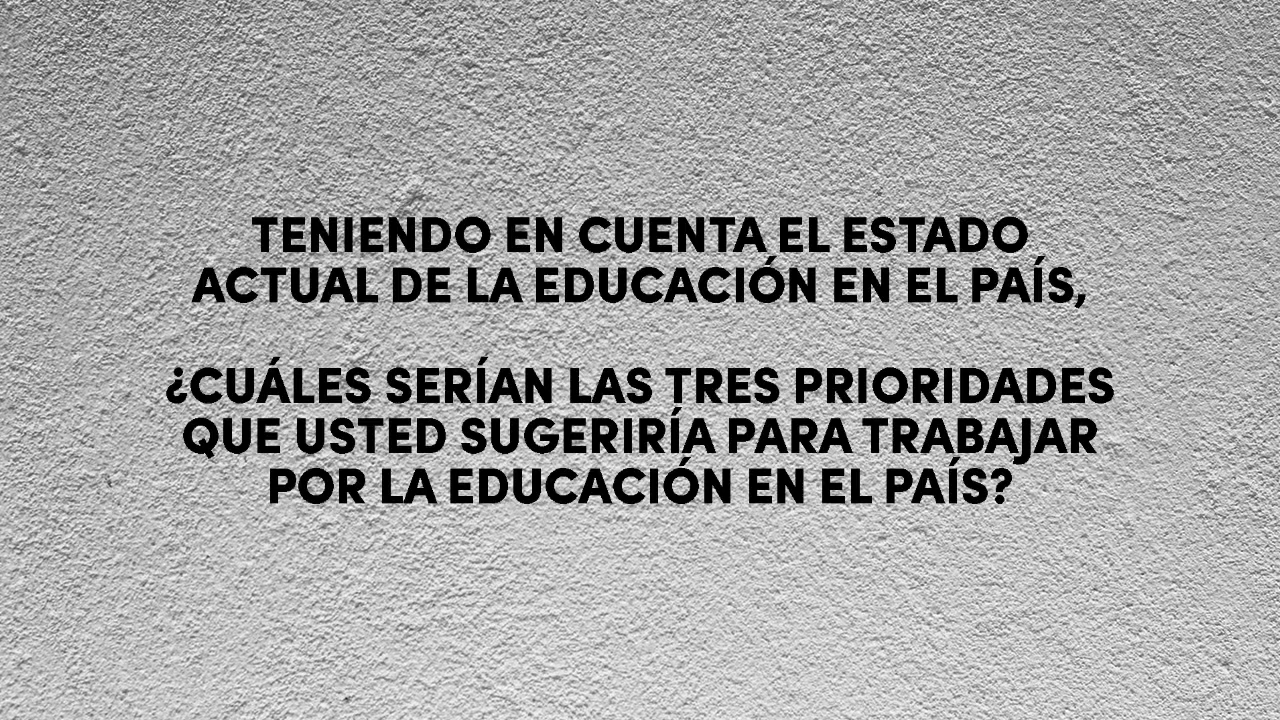 TENIENDO EN CUENTA EL ESTADO
ACTUAL DE LA EDUCACIÓN EN EL PAÍS,
¿CUÁLES SERÍAN LAS TRES PRIORIDADES
QUE USTED SUGERIRÍA PARA TRABAJAR
POR LA EDUCACIÓN EN EL PAÍS?